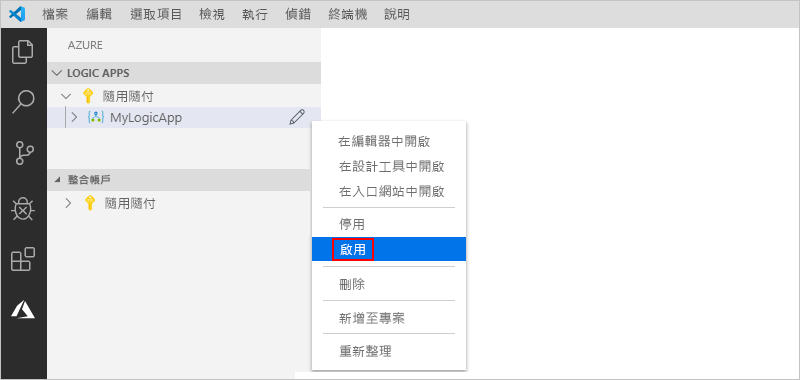 檔案 編輯 選取項目 檢視 執行 偵錯 終端機 說明
AZURE
LOGIC APPS
隨用隨付
MyLogicApp
整合帳戶
隨用隨付
在編輯器中開啟
在設計工具中開啟
在入口網站中開啟
停用
啟用
刪除
新增至專案
重新整理